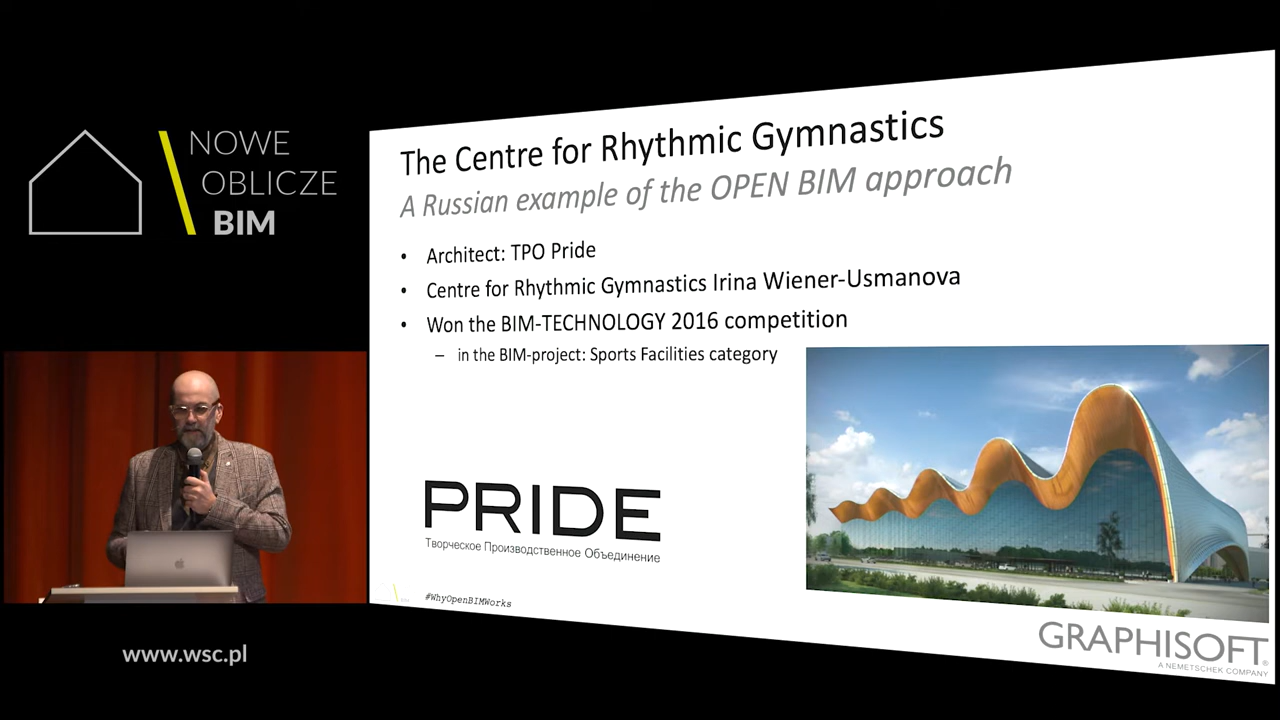 NOWE
OBLICZE
BIM
The Centre for Rhythmic Gymnastics
A Russian example of the OPEN BIM approach
• Architect: TPO Pride
• Centre for Rhythmic Gymnastics Irina Wiener-Usmanova
• Won the BIM-TECHNOLOGY 2016 competition
– in the BIM-project: Sports Facilities category
PRIDE
Творческое Производственное Объединение
#WhyOpenBIMWorks
GRAPHISOFT®
A NEMETSCHEK COMPANY
www.wsc.pl